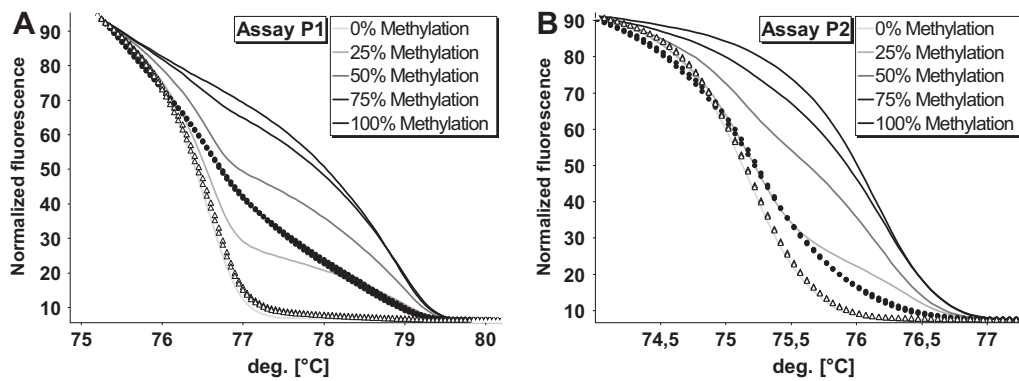 A
Assay P1
0% Methylation
25% Methylation
50% Methylation
75% Methylation
100% Methylation
Normalized fluorescence
90
80
70
60
50
40
30
20
10
75
76
77
78
79
80
deg. [°C]
B
Assay P2
0% Methylation
25% Methylation
50% Methylation
75% Methylation
100% Methylation
Normalized fluorescence
90
80
70
60
50
40
30
20
10
74,5
75
75,5
76
76,5
77
deg. [°C]